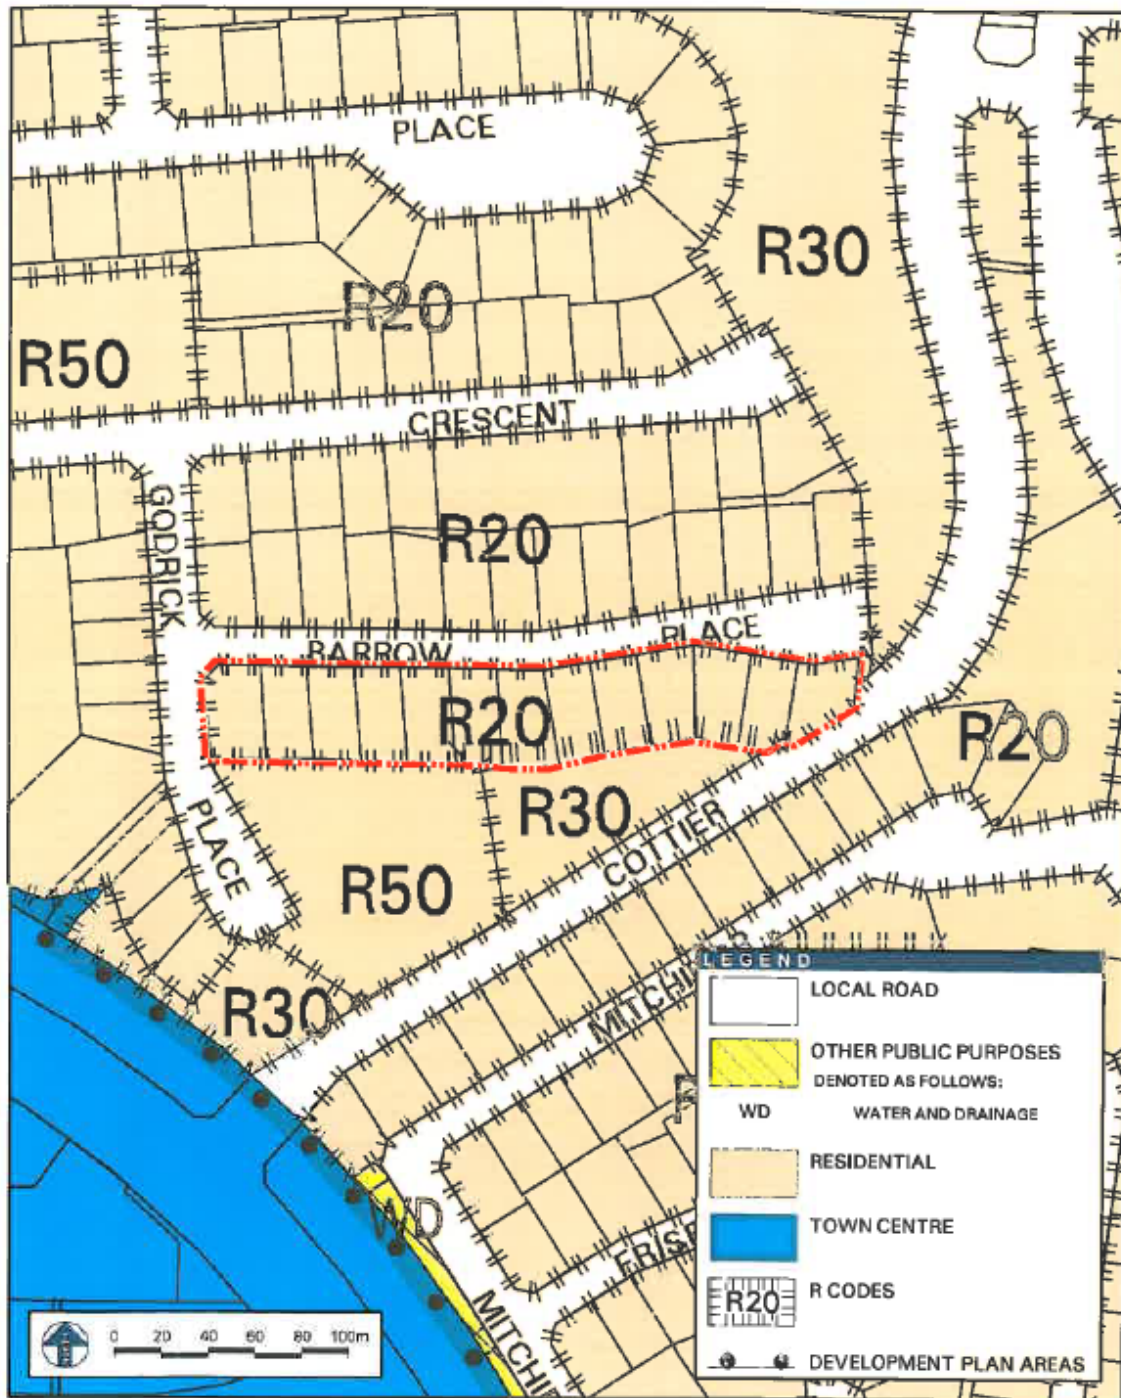 PLACE
R30
R20
R50
CRESCENT
GODRICK
R20
BARROW PLACE
R20
R20
R30
COTTIER
PLACE
R50
R30
WD
LEGEND
LOCAL ROAD
OTHER PUBLIC PURPOSES
DENOTED AS FOLLOWS:
WD WATER AND DRAINAGE
RESIDENTIAL
TOWN CENTRE
R20 R CODES
DEVELOPMENT PLAN AREAS
0 20 40 60 80 100m